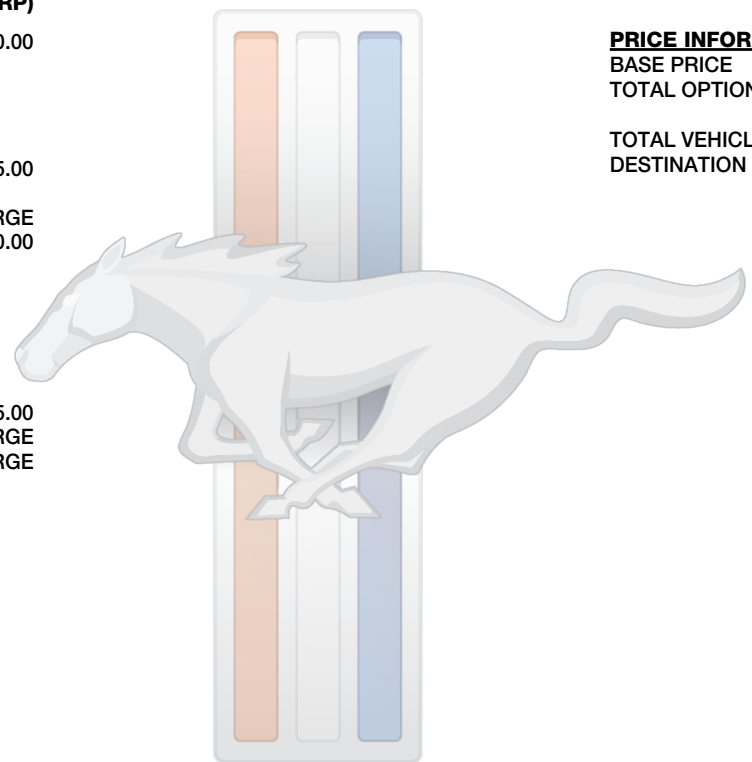 RP)
0.00
5.00
RGE
0.00
5.00
RGE
RGE
PRICE INFOR
BASE PRICE
TOTAL OPTION
TOTAL VEHICL
DESTINATION